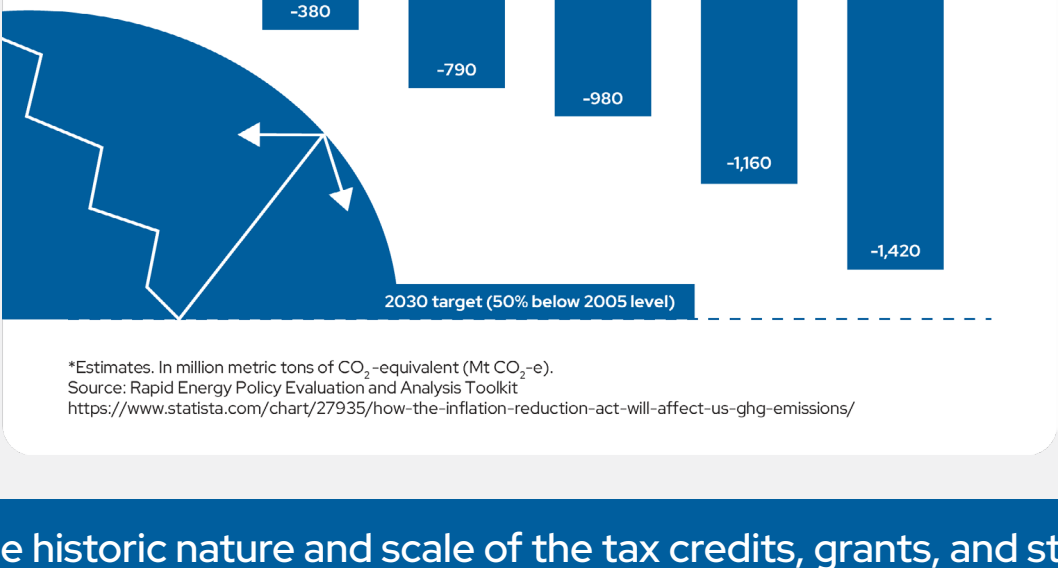 -380
-790
-980
-1,160
-1,420
2030 target (50% below 2005 level)
*Estimates. In million metric tons of CO₂-equivalent (Mt CO₂-e).
Source: Rapid Energy Policy Evaluation and Analysis Toolkit
https://www.statista.com/chart/27935/how-the-inflation-reduction-act-will-affect-us-ghg-emissions/
e historic nature and scale of the tax credits, grants, and st